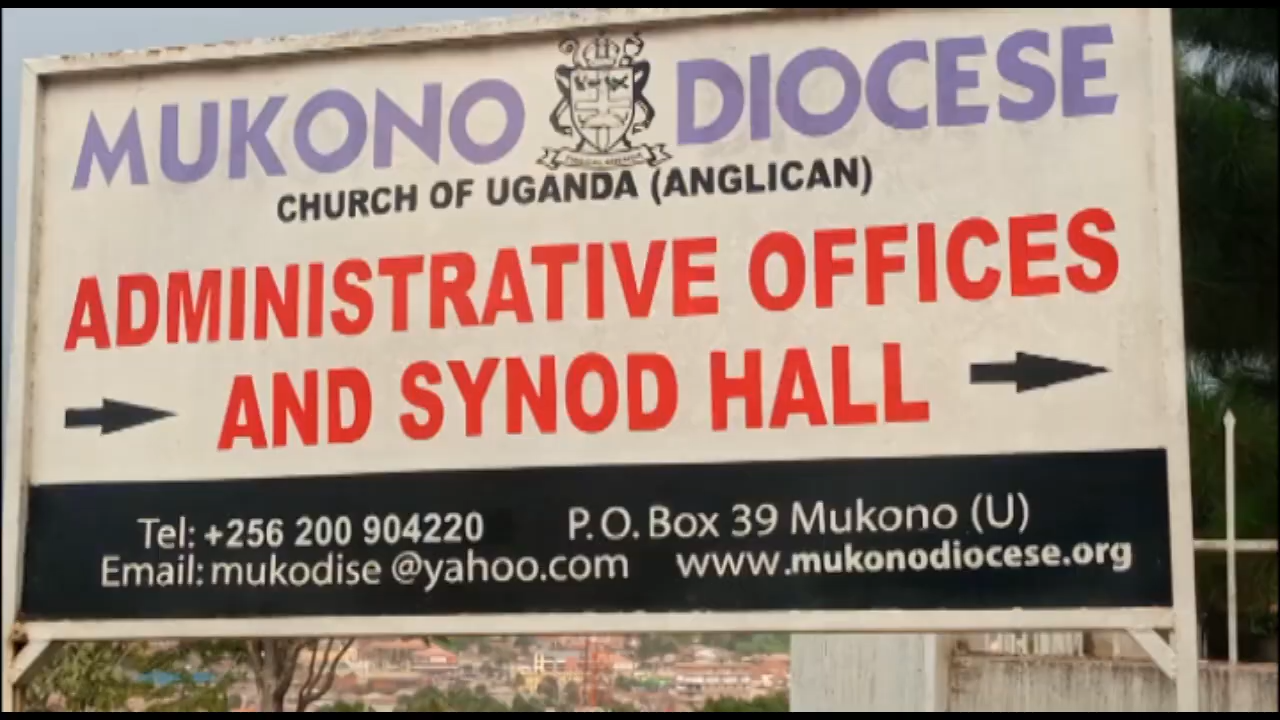 MUKONO DIOCESE
CHURCH OF UGANDA (ANGLICAN)
ADMINISTRATIVE OFFICES
AND SYNOD HALL
Tel: +256 200 904220 P.O. Box 39 Mukono (U)
Email: mukodise @yahoo.com www.mukonodiocese.org